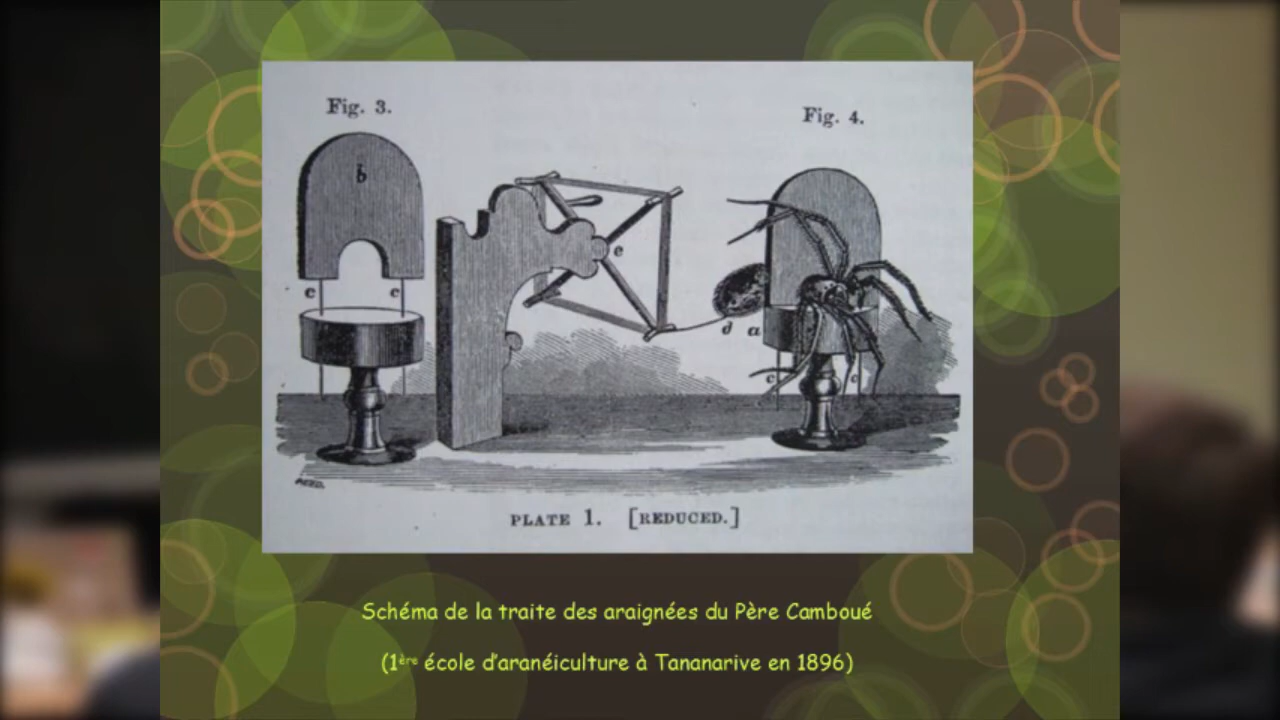 Fig. 3.
Fig. 4.
b
e
c c
d a
c c
PLATE 1. [REDUCED.]
Schéma de la traite des araignées du Père Camboué
(1ère école d'aranéiculture à Tananarive en 1896)